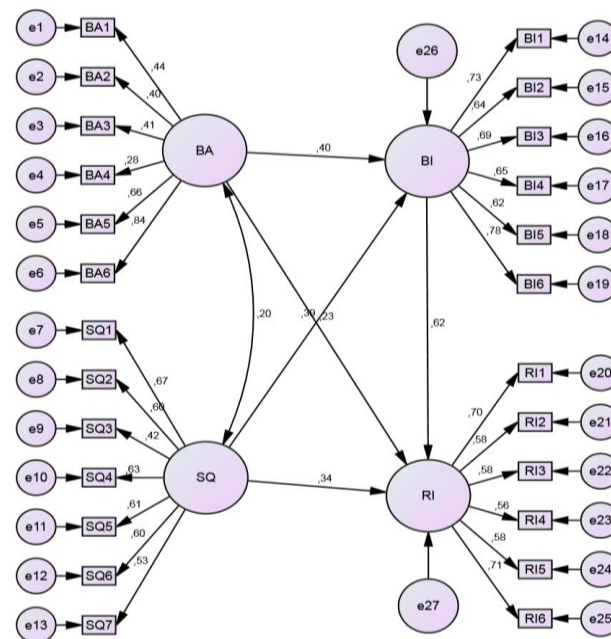 e1 BA1
e2 BA2
e3 BA3
e4 BA4
e5 BA5
e6 BA6
,44
,40
,41
,28
,66
,84
BA
,40
e26
BI
,73
,64
,69
,65
,62
,78
BI1 e14
BI2 e15
BI3 e16
BI4 e17
BI5 e18
BI6 e19
,20
,23
,62
e7 SQ1
e8 SQ2
e9 SQ3
e10 SQ4
e11 SQ5
e12 SQ6
e13 SQ7
,67
,60
,42
,63
,61
,60
,53
SQ
,34
RI
e27
,70
,58
,58
,56
,58
,71
RI1 e20
RI2 e21
RI3 e22
RI4 e23
RI5 e24
RI6 e25